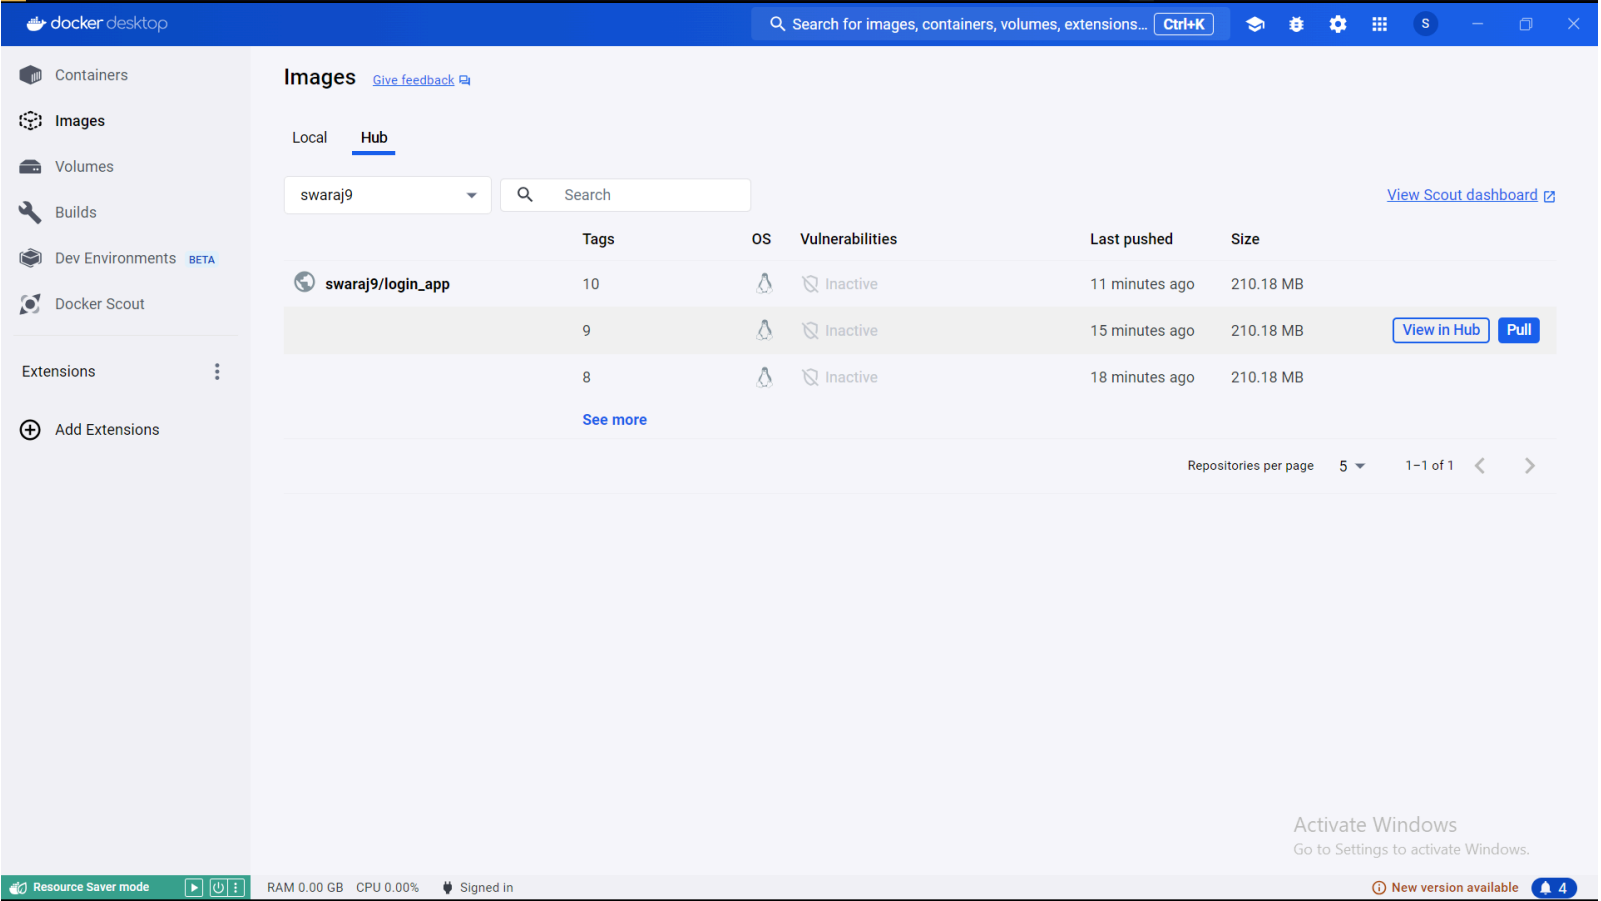 docker desktop
Search for images, containers, volumes, extensions... Ctrl+K
S
Containers
Images
Volumes
Builds
Dev Environments BETA
Docker Scout
Extensions
Add Extensions
Images Give feedback
Local Hub
swaraj9 Search View Scout dashboard
Tags OS Vulnerabilities Last pushed Size
swaraj9/login_app 10 Inactive 11 minutes ago 210.18 MB
9 Inactive 15 minutes ago 210.18 MB View in Hub Pull
8 Inactive 18 minutes ago 210.18 MB
See more
Repositories per page 5 1–1 of 1
Activate Windows
Go to Settings to activate Windows.
Resource Saver mode RAM 0.00 GB CPU 0.00% Signed in New version available 4